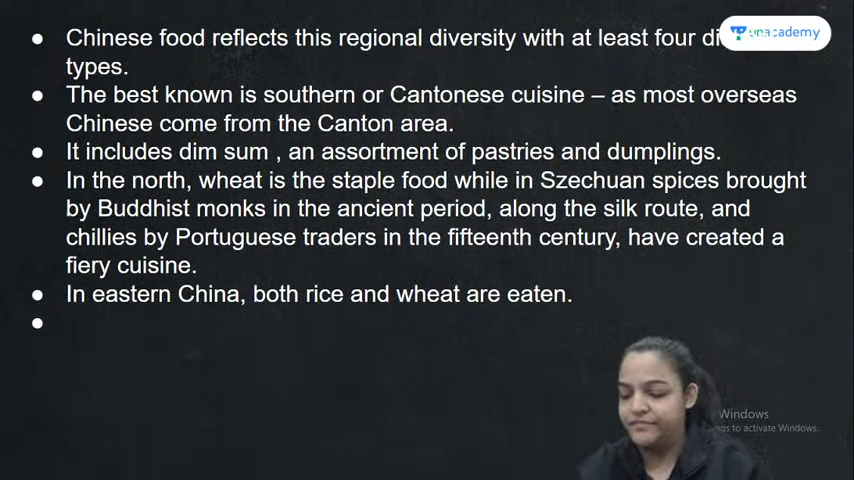 ● Chinese food reflects this regional diversity with at least four
types.
● The best known is southern or Cantonese cuisine – as most overseas
Chinese come from the Canton area.
● It includes dim sum , an assortment of pastries and dumplings.
● In the north, wheat is the staple food while in Szechuan spices brought
by Buddhist monks in the ancient period, along the silk route, and
chillies by Portuguese traders in the fifteenth century, have created a
fiery cuisine.
● In eastern China, both rice and wheat are eaten.
●
unacademy
Windows
to activate Windows.